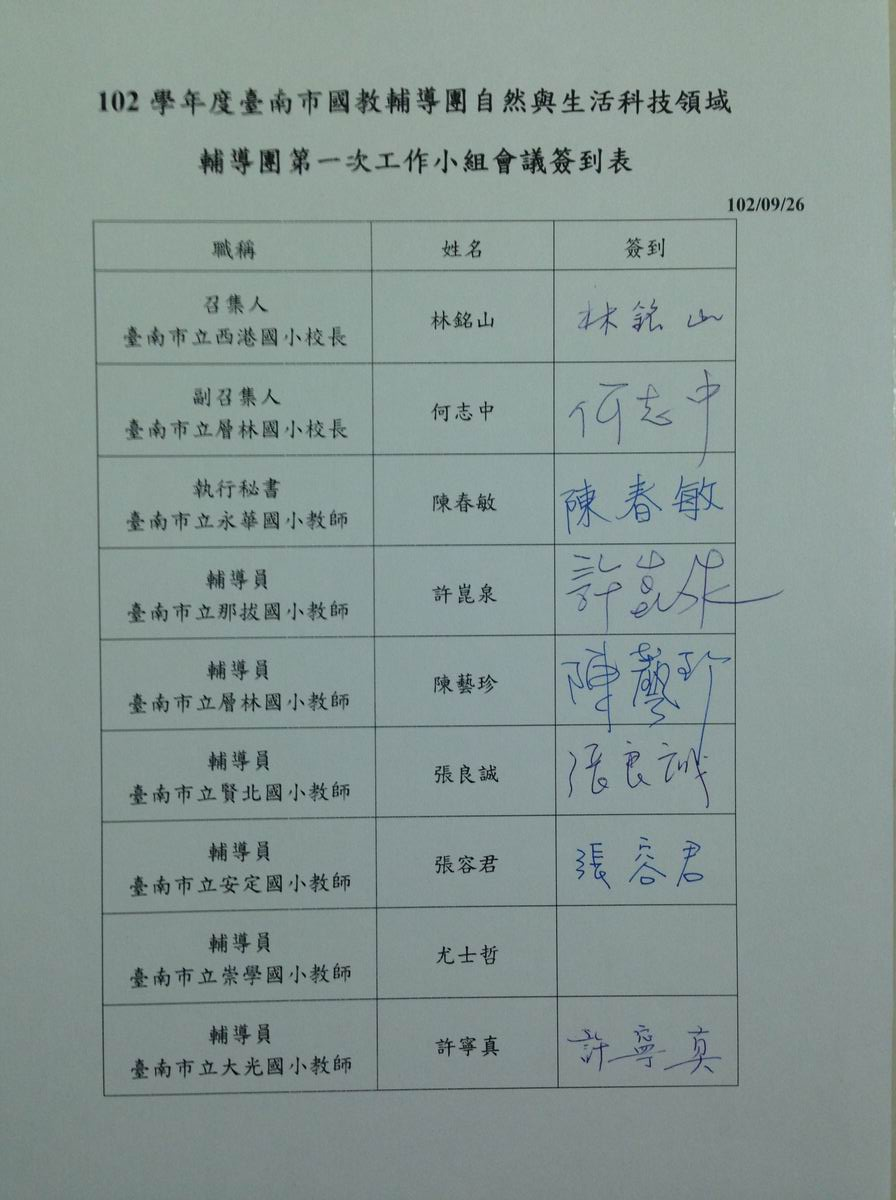 102 學年度臺南市國教輔導團自然與生活科技領域
輔導團第一次工作小組會議簽到表
102/09/26
職稱 姓名 簽到
召集人
臺南市立西港國小校長 林銘山 林銘山
副召集人
臺南市立層林國小校長 何志中 何志中
執行秘書
臺南市立永華國小教師 陳春敏 陳春敏
輔導員
臺南市立那拔國小教師 許崑泉 許崑泉
輔導員
臺南市立層林國小教師 陳藝珍 陳藝珍
輔導員
臺南市立賢北國小教師 張良誠 張良誠
輔導員
臺南市立安定國小教師 張容君 張容君
輔導員
臺南市立崇學國小教師 尤士哲
輔導員
臺南市立大光國小教師 許寧真 許寧真